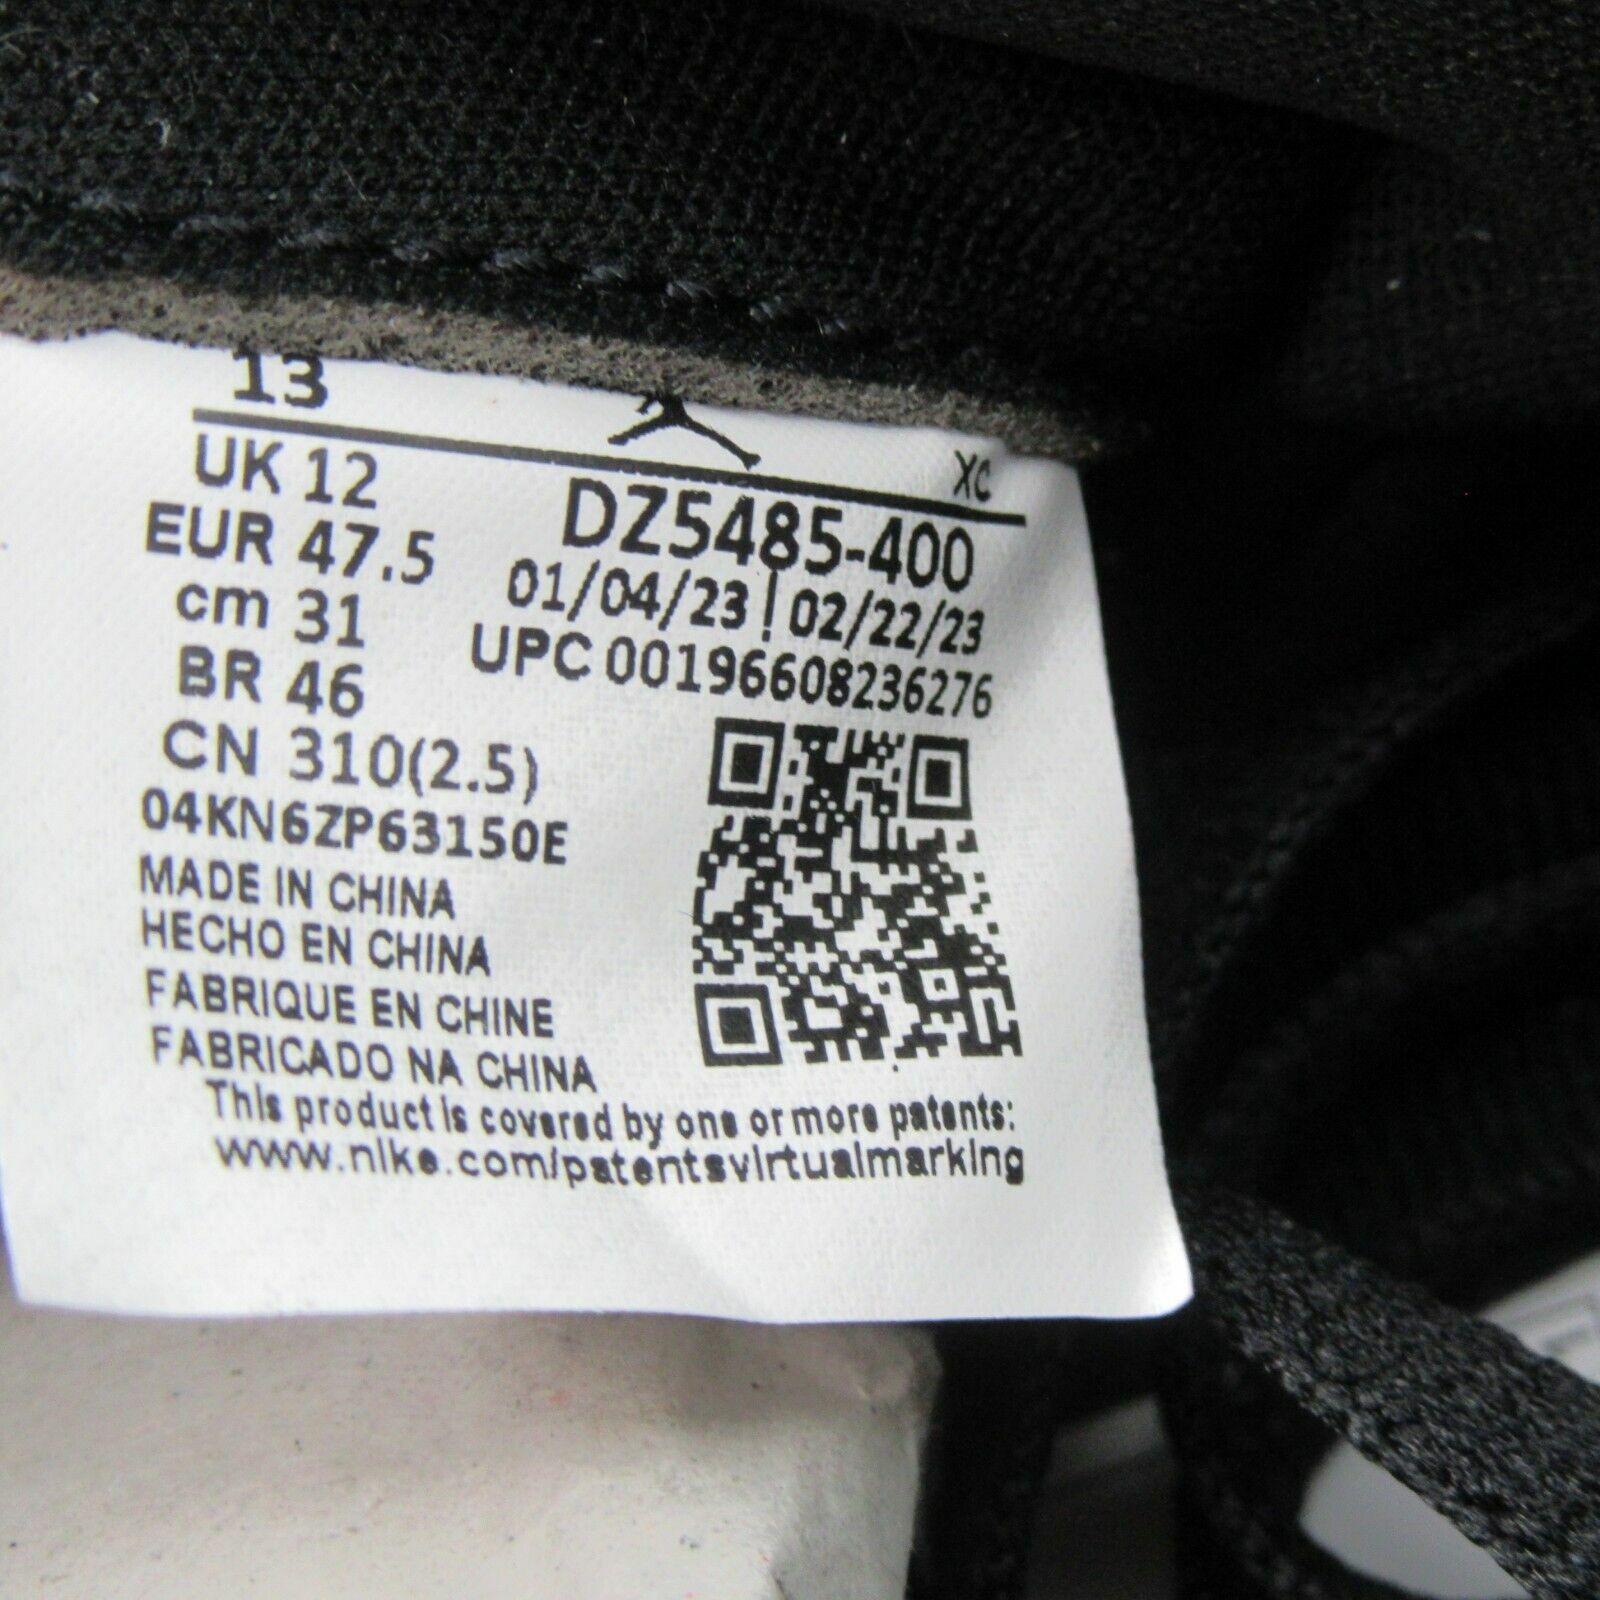 13
XC
UK 12
DZ5485-400
EUR 47.5
01/04/23 | 02/22/23
cm 31
UPC 00196608236276
BR 46
CN 310(2.5)
04KN6ZP63150E
MADE IN CHINA
HECHO EN CHINA
FABRIQUE EN CHINE
FABRICADO NA CHINA
This product is covered by one or more patents:
www.nike.com/patentsvirtualmarking